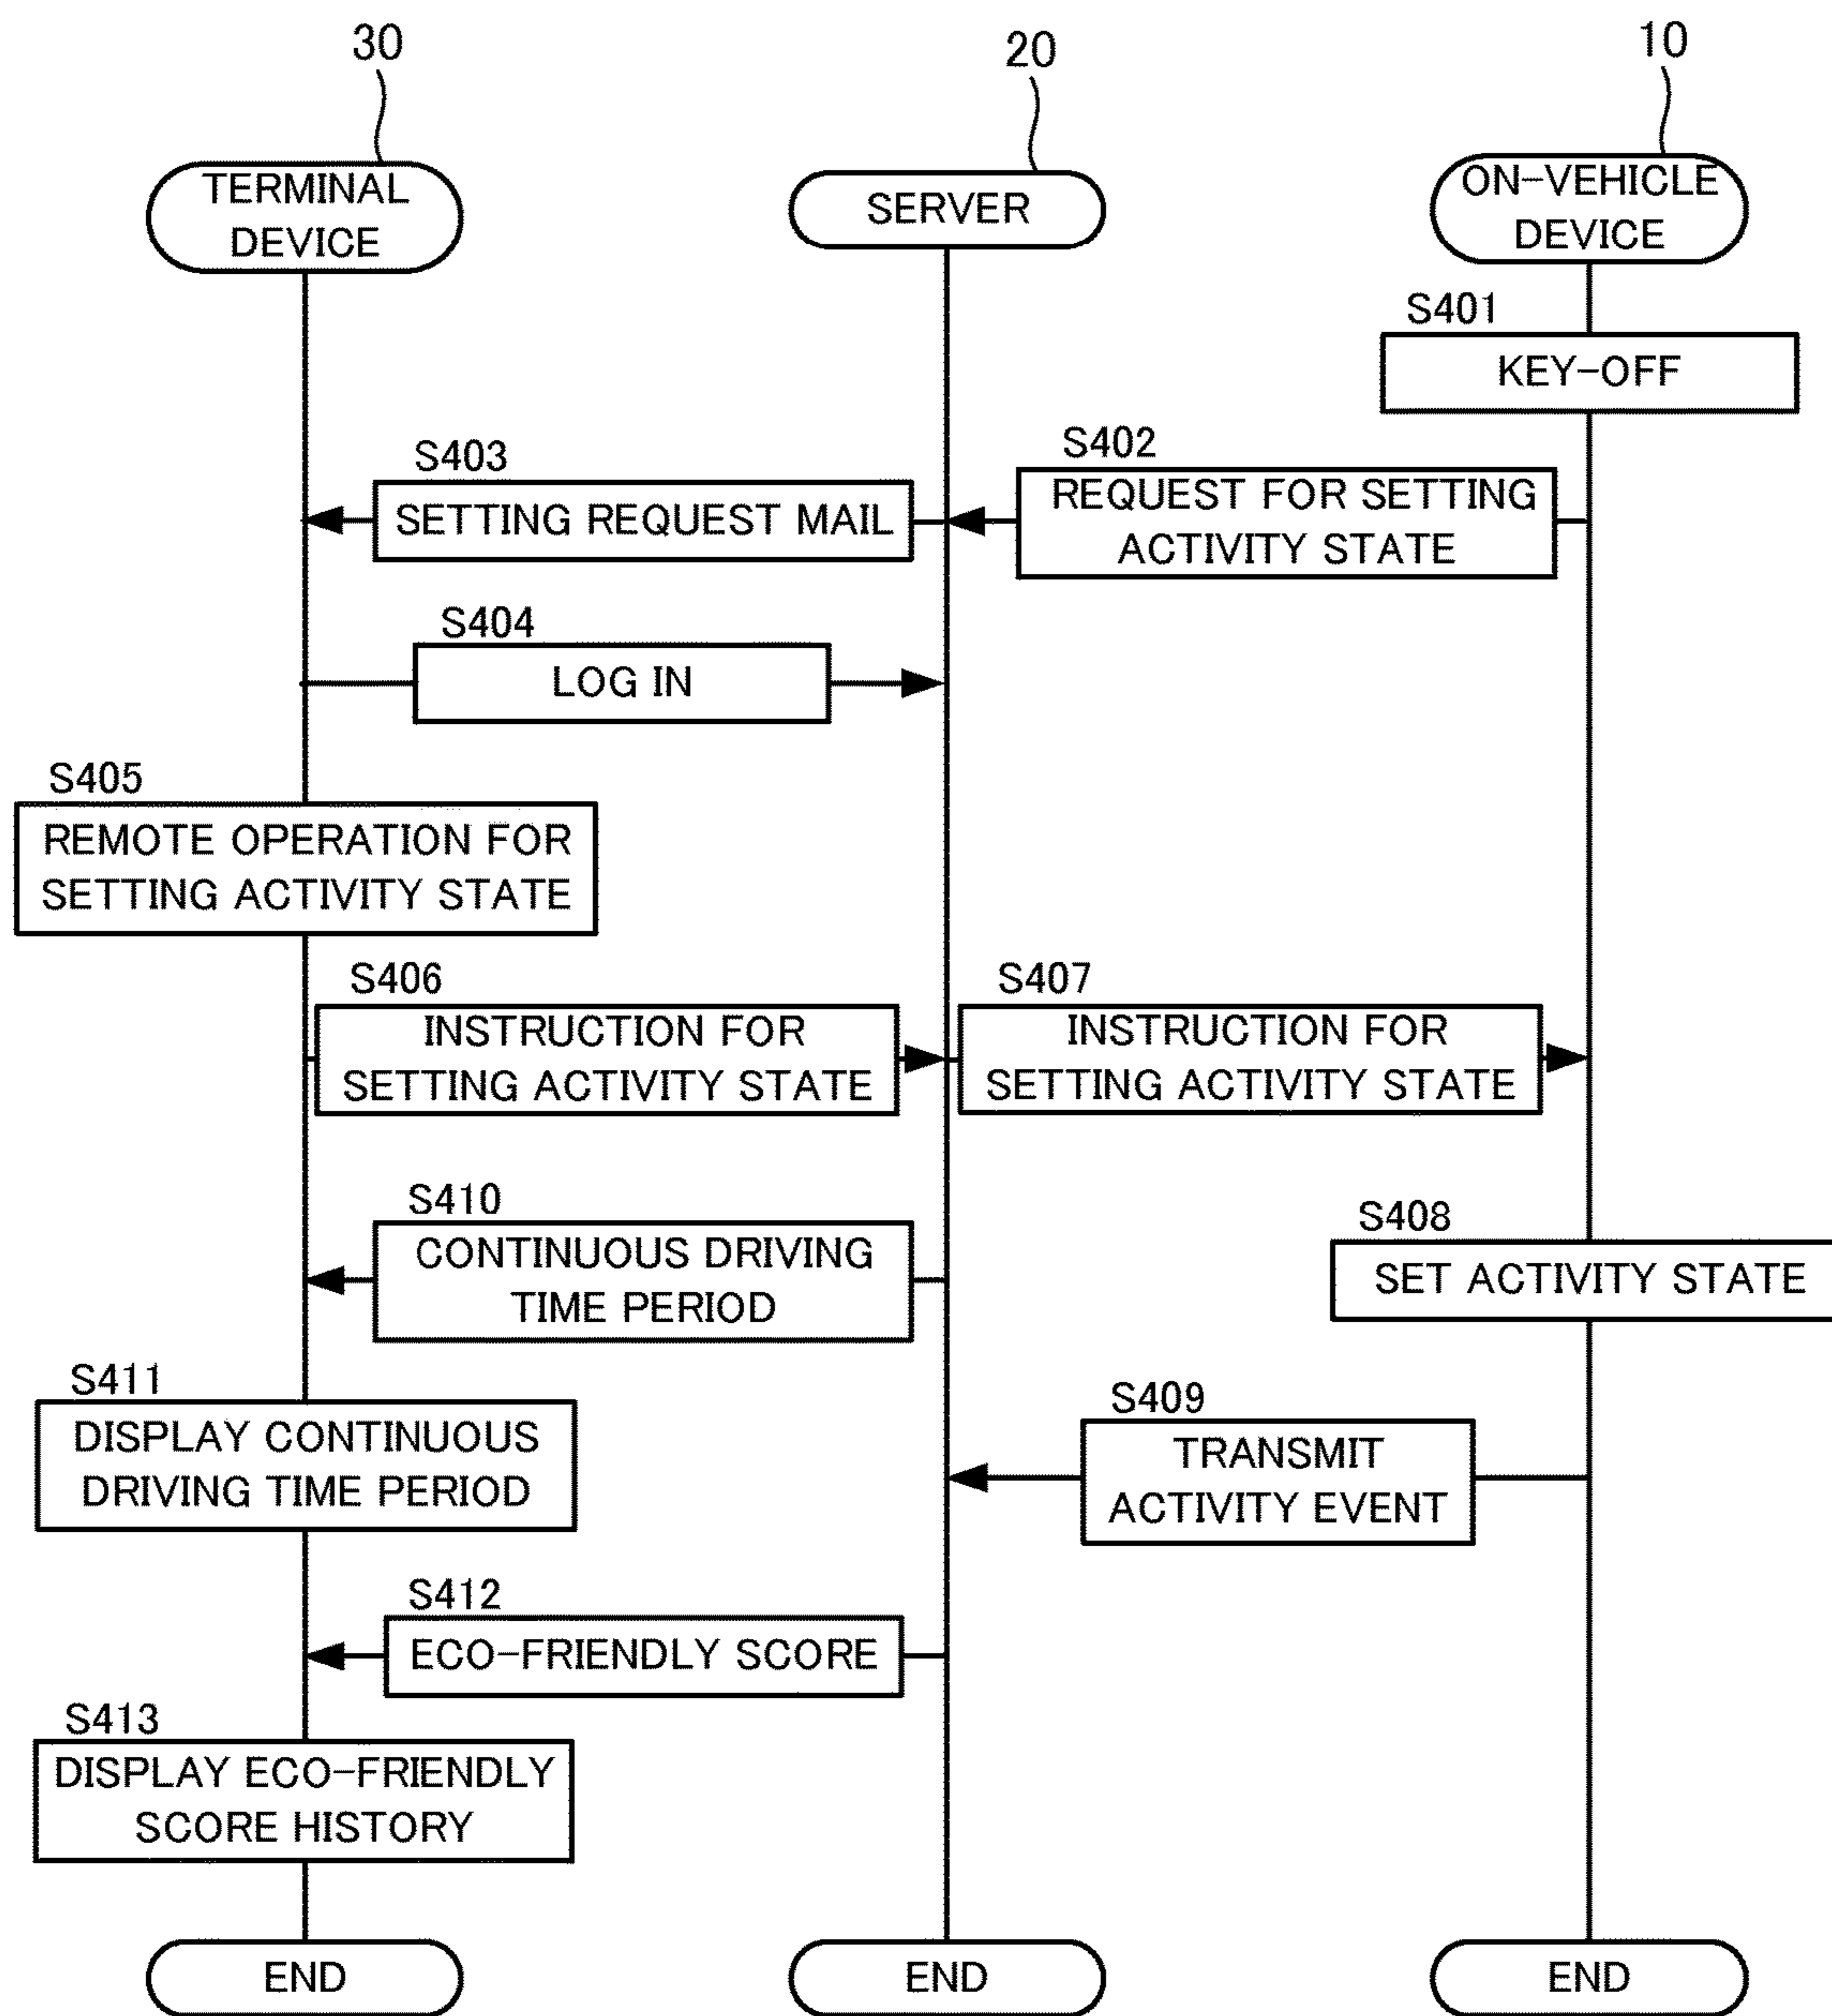 30
20
10
TERMINAL
DEVICE
SERVER
ON-VEHICLE
DEVICE
S401
KEY-OFF
S402
REQUEST FOR SETTING
ACTIVITY STATE
S403
SETTING REQUEST MAIL
S404
LOG IN
S405
REMOTE OPERATION FOR
SETTING ACTIVITY STATE
S406
INSTRUCTION FOR
SETTING ACTIVITY STATE
S407
INSTRUCTION FOR
SETTING ACTIVITY STATE
S410
CONTINUOUS DRIVING
TIME PERIOD
S408
SET ACTIVITY STATE
S411
DISPLAY CONTINUOUS
DRIVING TIME PERIOD
S409
TRANSMIT
ACTIVITY EVENT
S412
ECO-FRIENDLY SCORE
S413
DISPLAY ECO-FRIENDLY
SCORE HISTORY
END
END
END